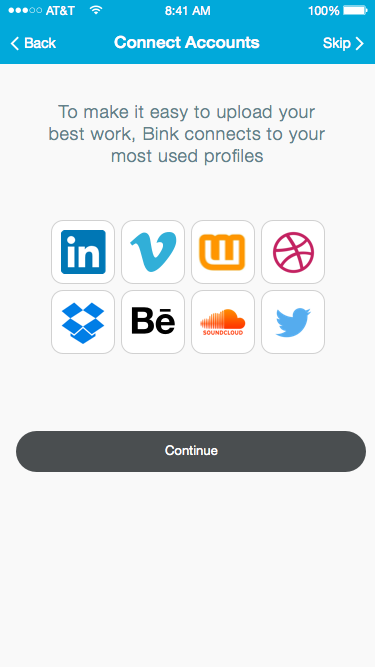 AT&T 8:41 AM 100%
Back Connect Accounts Skip
To make it easy to upload your
best work, Bink connects to your
most used profiles
in
Bē
SOUNDCLOUD
Continue